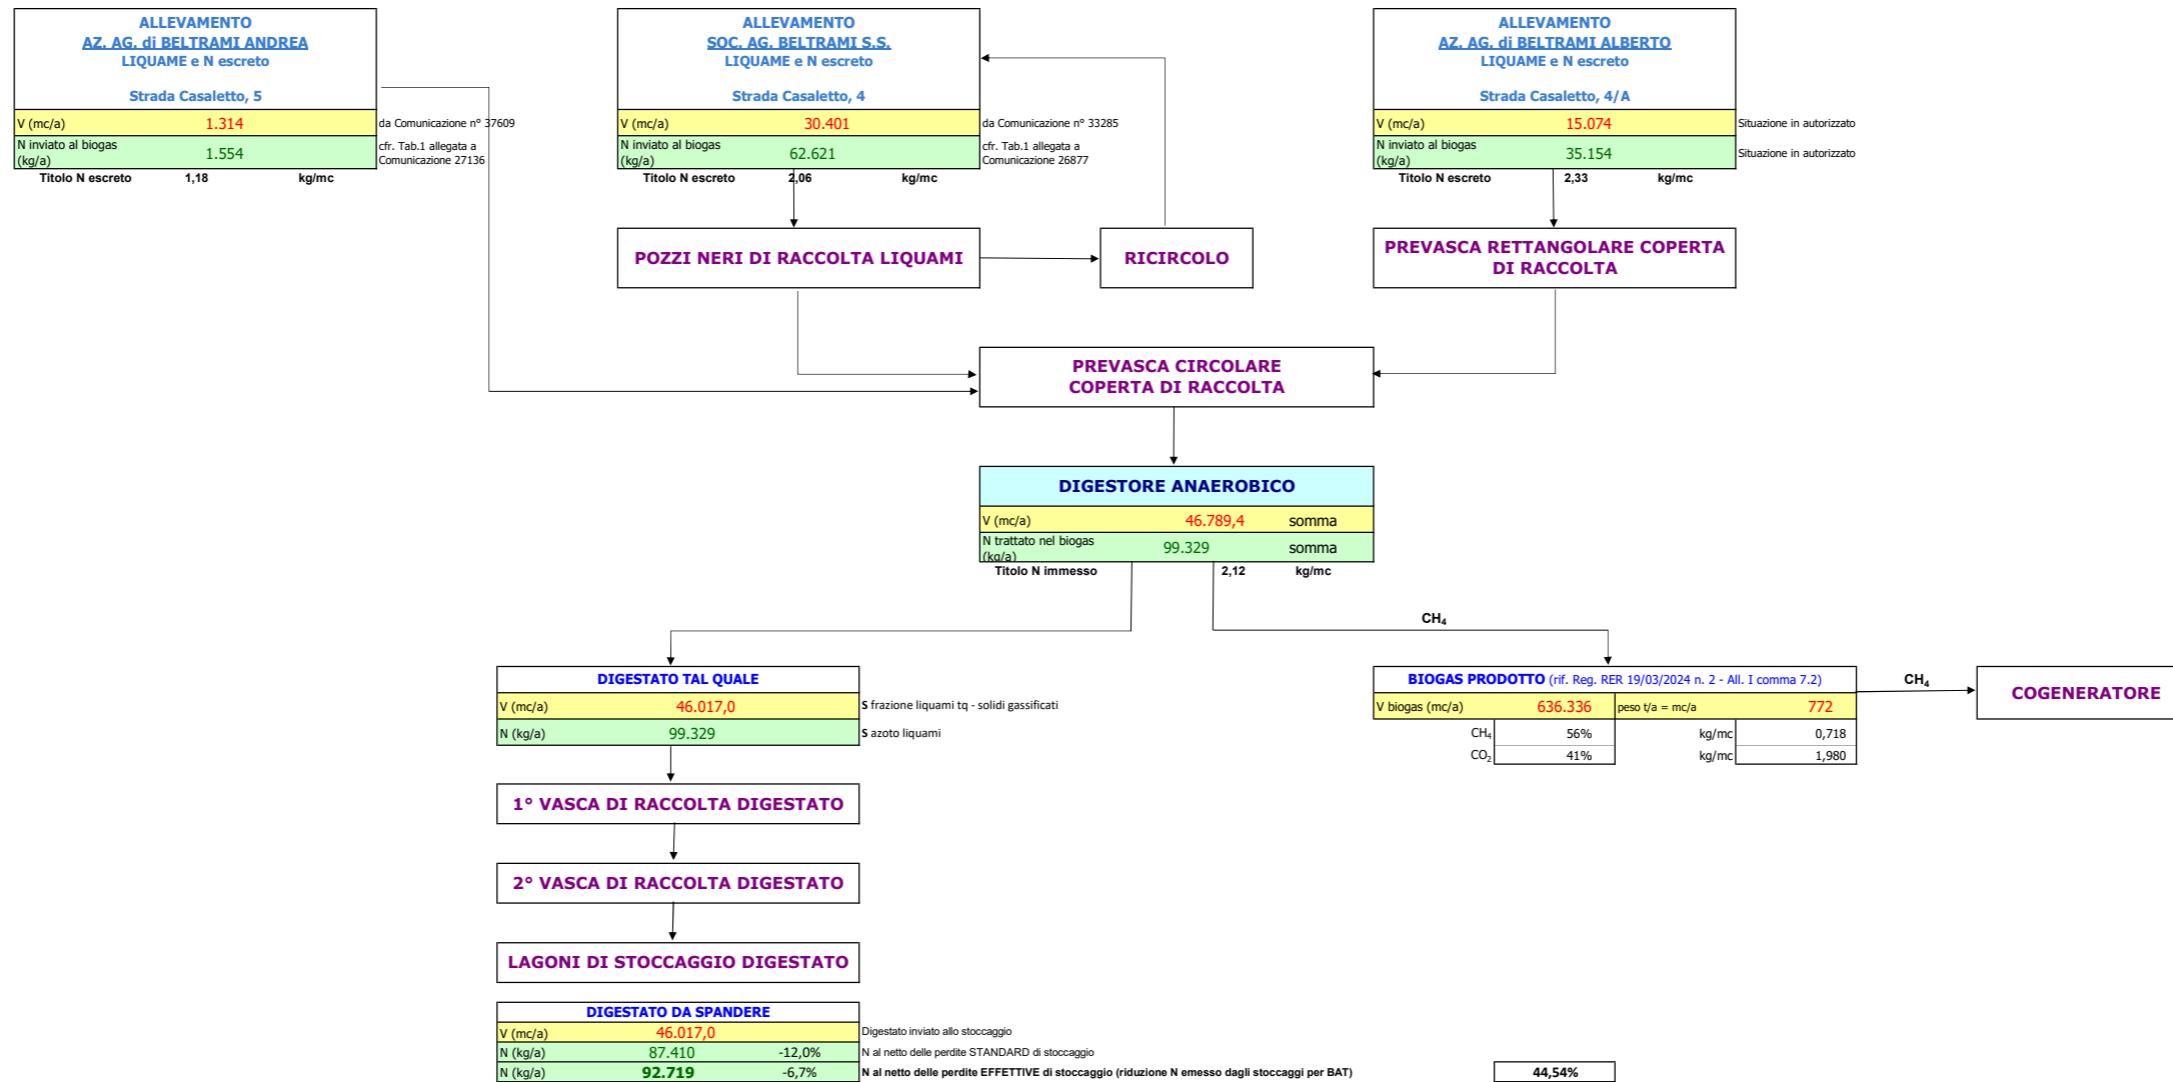 ALLEVAMENTO
AZ. AG. di BELTRAMI ANDREA
LIQUAME e N escreto
Strada Casaletto, 5
V (mc/a) 1.314 da Comunicazione n° 37609
N inviato al biogas (kg/a) 1.554 cfr. Tab.1 allegata a Comunicazione 27136
Titolo N escreto 1,18 kg/mc
ALLEVAMENTO
SOC. AG. BELTRAMI S.S.
LIQUAME e N escreto
Strada Casaletto, 4
V (mc/a) 30.401 da Comunicazione n° 33285
N inviato al biogas (kg/a) 62.621 cfr. Tab.1 allegata a Comunicazione 26877
Titolo N escreto 2,06 kg/mc
ALLEVAMENTO
AZ. AG. di BELTRAMI ALBERTO
LIQUAME e N escreto
Strada Casaletto, 4/A
V (mc/a) 15.074 Situazione in autorizzato
N inviato al biogas (kg/a) 35.154 Situazione in autorizzato
Titolo N escreto 2,33 kg/mc
POZZI NERI DI RACCOLTA LIQUAMI
RICIRCOLO
PREVASCA RETTANGOLARE COPERTA
DI RACCOLTA
PREVASCA CIRCOLARE
COPERTA DI RACCOLTA
DIGESTORE ANAEROBICO
V (mc/a) 46.789,4 somma
N trattato nel biogas (kg/a) 99.329 somma
Titolo N immesso 2,12 kg/mc
CH₄
DIGESTATO TAL QUALE
V (mc/a) 46.017,0 S frazione liquami tq - solidi gassificati
N (kg/a) 99.329 S azoto liquami
BIOGAS PRODOTTO (rif. Reg. RER 19/03/2024 n. 2 - All. I comma 7.2)
V biogas (mc/a) 636.336 peso t/a = mc/a 772
CH₄ 56% kg/mc 0,718
CO₂ 41% kg/mc 1,980
CH₄
COGENERATORE
1° VASCA DI RACCOLTA DIGESTATO
2° VASCA DI RACCOLTA DIGESTATO
LAGONI DI STOCCAGGIO DIGESTATO
DIGESTATO DA SPANDERE
V (mc/a) 46.017,0 Digestato inviato allo stoccaggio
N (kg/a) 87.410 -12,0% N al netto delle perdite STANDARD di stoccaggio
N (kg/a) 92.719 -6,7% N al netto delle perdite EFFETTIVE di stoccaggio (riduzione N emesso dagli stoccaggi per BAT) 44,54%